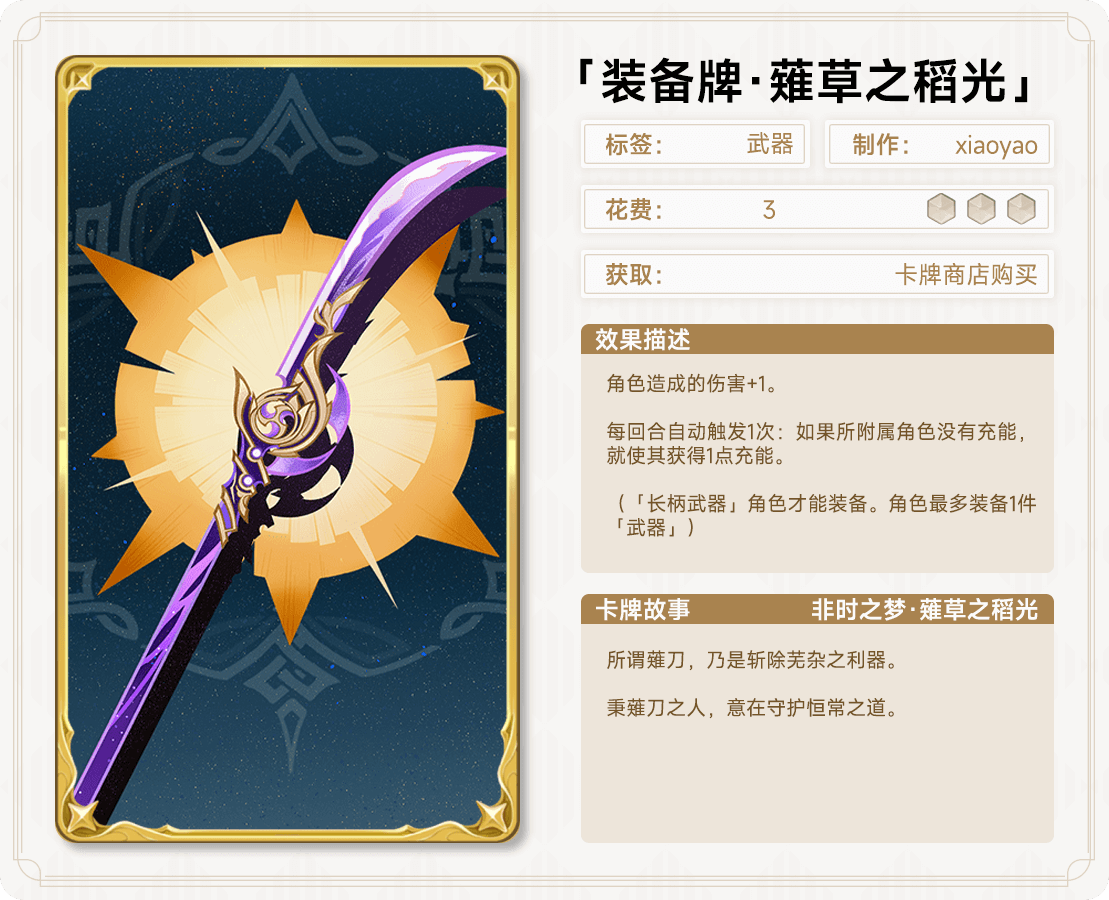 「装备牌·薙草之稻光」
标签： 武器
制作： xiaoyao
花费： 3
获取： 卡牌商店购买
效果描述
角色造成的伤害+1。
每回合自动触发1次：如果所附属角色没有充能，
就使其获得1点充能。
（「长柄武器」角色才能装备。角色最多装备1件
「武器」）
卡牌故事 非时之梦·薙草之稻光
所谓薙刀，乃是斩除芜杂之利器。
秉薙刀之人，意在守护恒常之道。